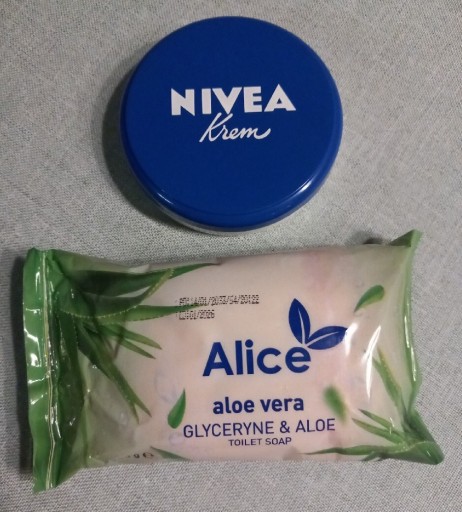 NIVEA
Krem
Alice
aloe vera
GLYCERYNE & ALOE
TOILET SOAP